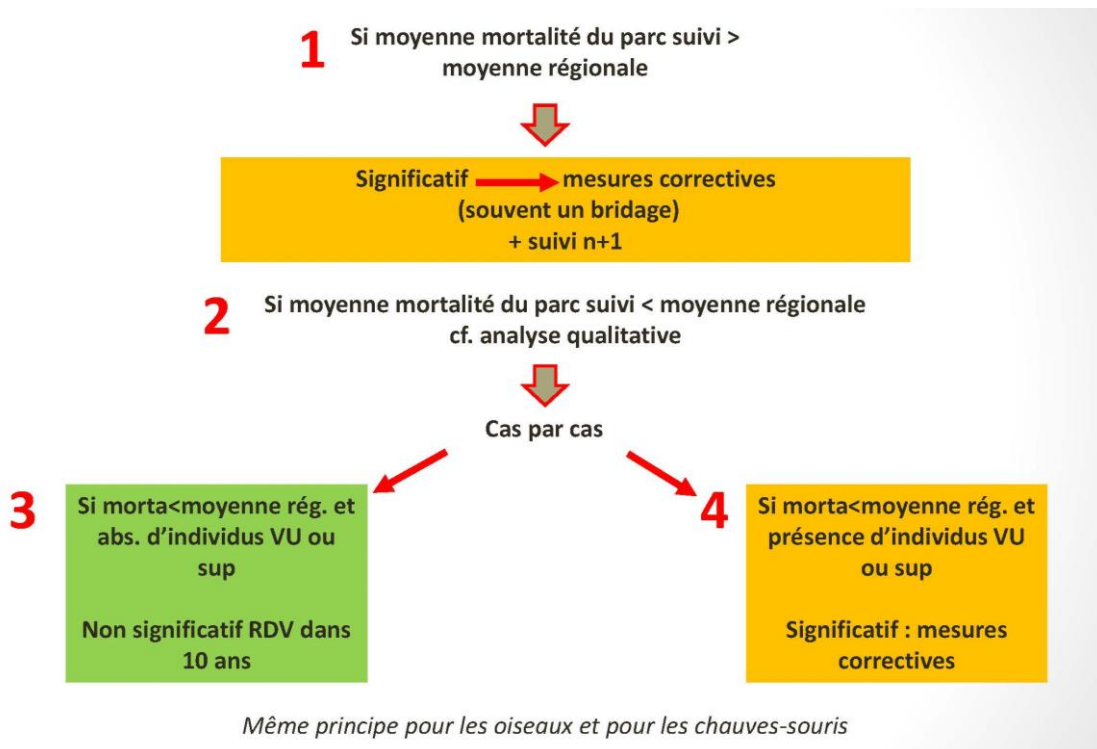 1
Si moyenne mortalité du parc suivi >
moyenne régionale
Significatif mesures correctives
(souvent un bridage)
+ suivi n+1
2
Si moyenne mortalité du parc suivi < moyenne régionale
cf. analyse qualitative
Cas par cas
3
Si morta<moyenne rég. et
abs. d’individus VU ou
sup
Non significatif RDV dans
10 ans
4
Si morta<moyenne rég. et
présence d’individus VU
ou sup
Significatif : mesures
correctives
Même principe pour les oiseaux et pour les chauves-souris